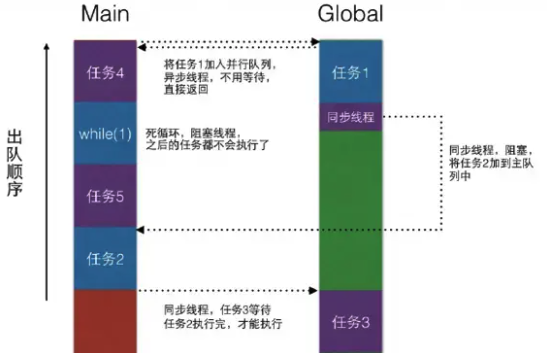 Main
Global
任务4
将任务1加入并行队列，
异步线程，不用等待，
直接返回
任务1
同步线程
while(1)
死循环，阻塞线程，
之后的任务都不会执行了
同步线程，阻塞，
将任务2加到主队
列中
出队顺序
任务5
任务2
同步线程，任务3等待
任务2执行完，才能执行
任务3